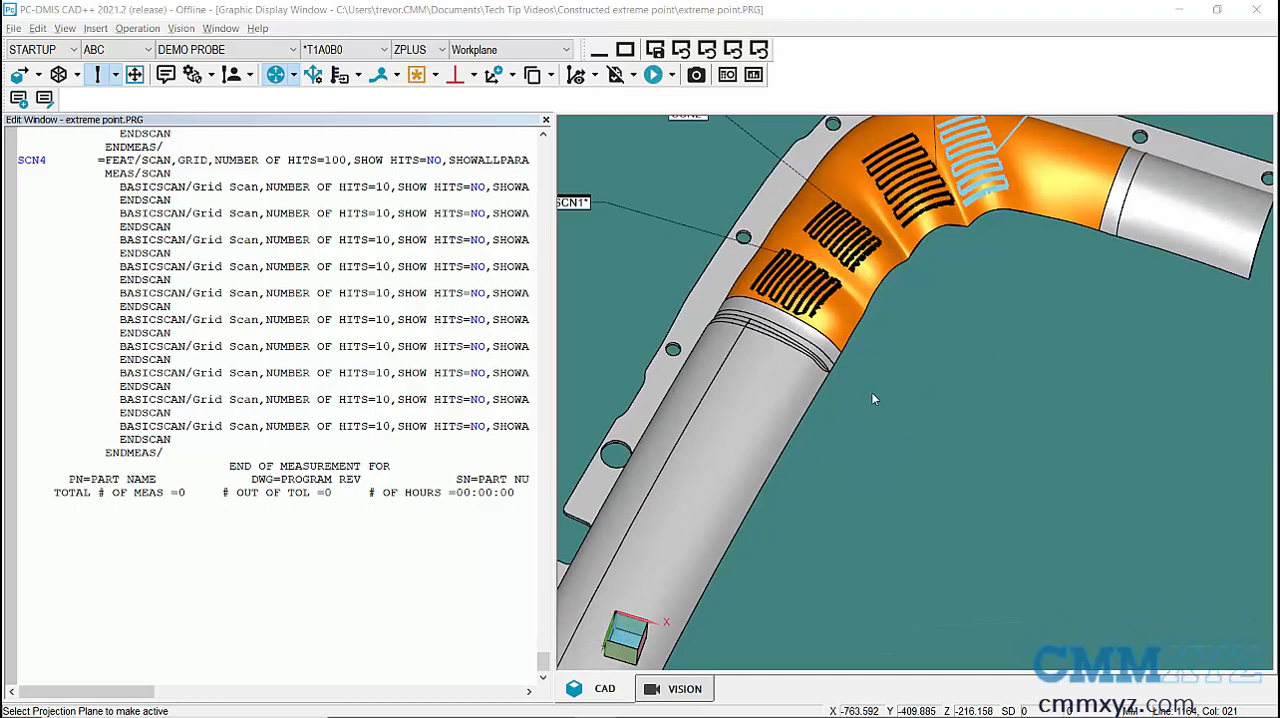 PC-DMIS CAD++ 2021.2 (release) - Offline - [Graphic Display Window - C:\Users\trevor.CMM\Documents\Tech Tip Videos\Constructed extreme point\extreme point.PRG]
File Edit View Insert Operation Vision Window Help
STARTUP ABC DEMO PROBE *T1A0B0 ZPLUS Workplane
Edit Window - extreme point.PRG
ENDSCAN
ENDMEAS/
SCN4 =FEAT/SCAN,GRID,NUMBER OF HITS=100,SHOW HITS=NO,SHOWALLPARA
MEAS/SCAN
BASICSCAN/Grid Scan,NUMBER OF HITS=10,SHOW HITS=NO,SHOWA
ENDSCAN
BASICSCAN/Grid Scan,NUMBER OF HITS=10,SHOW HITS=NO,SHOWA
ENDSCAN
BASICSCAN/Grid Scan,NUMBER OF HITS=10,SHOW HITS=NO,SHOWA
ENDSCAN
BASICSCAN/Grid Scan,NUMBER OF HITS=10,SHOW HITS=NO,SHOWA
ENDSCAN
BASICSCAN/Grid Scan,NUMBER OF HITS=10,SHOW HITS=NO,SHOWA
ENDSCAN
BASICSCAN/Grid Scan,NUMBER OF HITS=10,SHOW HITS=NO,SHOWA
ENDSCAN
BASICSCAN/Grid Scan,NUMBER OF HITS=10,SHOW HITS=NO,SHOWA
ENDSCAN
BASICSCAN/Grid Scan,NUMBER OF HITS=10,SHOW HITS=NO,SHOWA
ENDSCAN
BASICSCAN/Grid Scan,NUMBER OF HITS=10,SHOW HITS=NO,SHOWA
ENDSCAN
BASICSCAN/Grid Scan,NUMBER OF HITS=10,SHOW HITS=NO,SHOWA
ENDSCAN
ENDMEAS/
END OF MEASUREMENT FOR
PN=PART NAME DWG=PROGRAM REV SN=PART NU
TOTAL # OF MEAS =0 # OUT OF TOL =0 # OF HOURS =00:00:00
SCN1*
X
CAD VISION
CMMXYZ
cmmxyz.com
Select Projection Plane to make active
X -763.592 Y -409.885 Z -216.158 SD 0 Col: 021